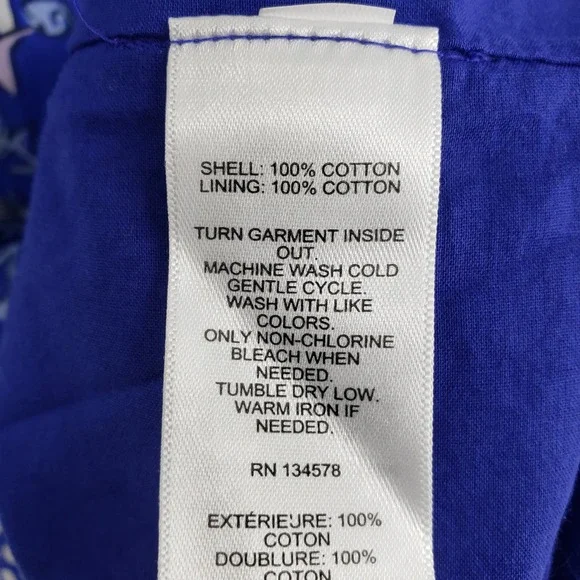 SHELL: 100% COTTON
LINING: 100% COTTON
TURN GARMENT INSIDE
OUT.
MACHINE WASH COLD
GENTLE CYCLE.
WASH WITH LIKE
COLORS.
ONLY NON-CHLORINE
BLEACH WHEN
NEEDED.
TUMBLE DRY LOW.
WARM IRON IF
NEEDED.
RN 134578
EXTÉRIEURE: 100%
COTON
DOUBLURE: 100%
COTON